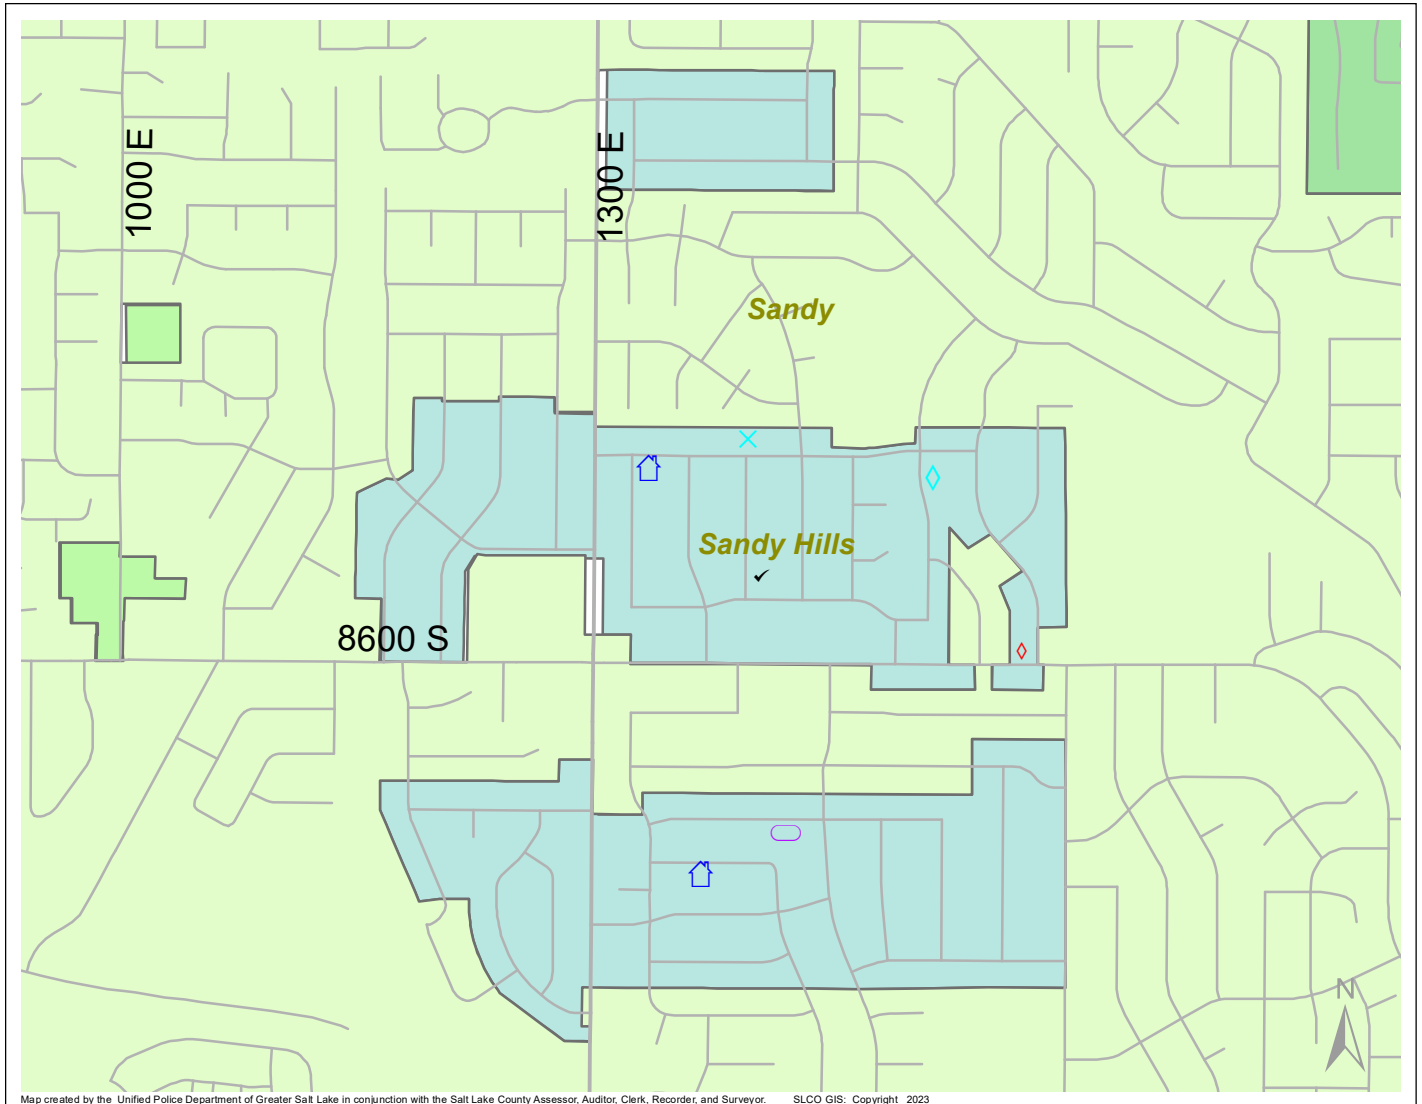 1000 E
1300 E
Sandy
Sandy Hills
8600 S
N
Map created by the Unified Police Department of Greater Salt Lake in conjunction with the Salt Lake County Assessor, Auditor, Clerk, Recorder, and Surveyor. SLCO GIS: Copyright 2023